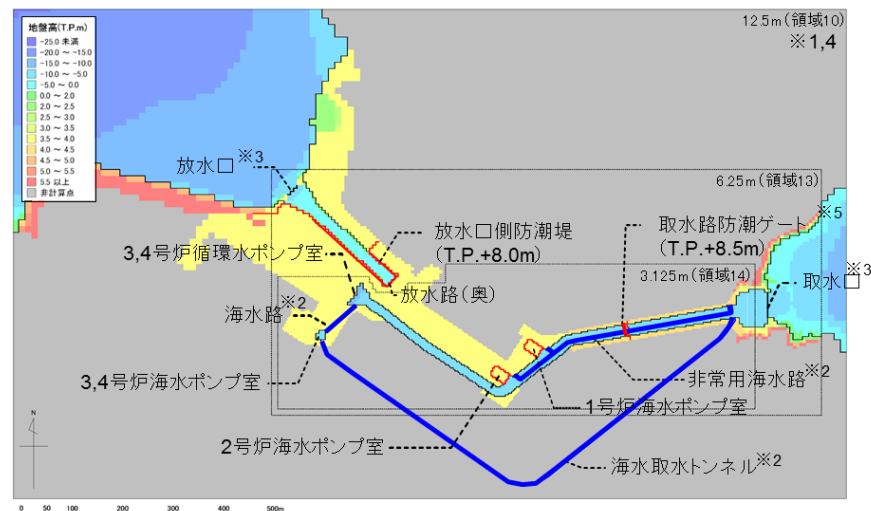 地盤高(T.P.m)
-25.0 未満
-20.0 ～ -15.0
-15.0 ～ -10.0
-10.0 ～ -5.0
-5.0 ～ 0.0
0.0 ～ 2.0
2.0 ～ 2.5
2.5 ～ 3.0
3.0 ～ 3.5
3.5 ～ 4.0
4.0 ～ 4.5
4.5 ～ 5.0
5.0 ～ 5.5
5.5 以上
非計算点
12.5m(領域10)
※1,4
放水口※3
6.25m(領域13)
3,4号炉循環水ポンプ室
放水口側防潮堤
(T.P.+8.0m)
取水路防潮ゲート※5
(T.P.+8.5m)
3.125m(領域14)
取水口※3
放水路(奥)
海水路※2
3,4号炉海水ポンプ室
非常用海水路※2
1号炉海水ポンプ室
2号炉海水ポンプ室
海水取水トンネル※2
N
0 50 100 200 300 400 500m